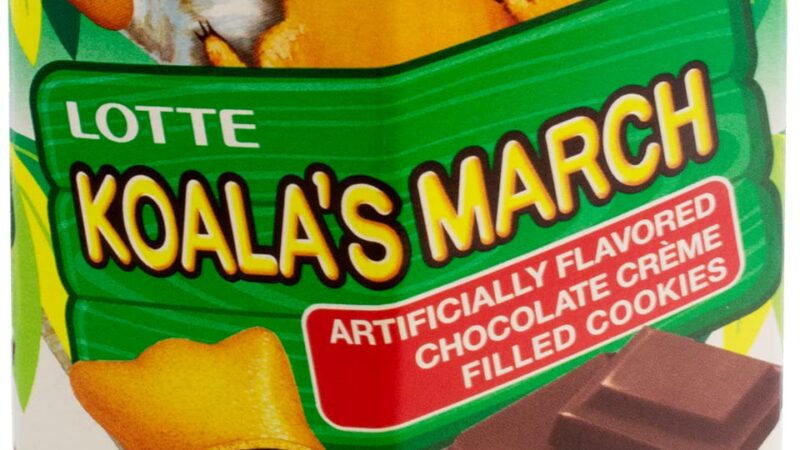 LOTTE
KOALA'S MARCH
ARTIFICIALLY FLAVORED
CHOCOLATE CRÈME
FILLED COOKIES